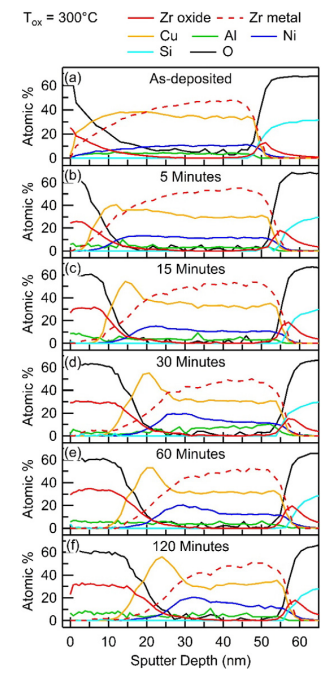 Tox = 300°C
Zr oxide
Zr metal
Cu
Al
Ni
Si
O
(a)
As-deposited
Atomic %
60
40
20
0
(b)
5 Minutes
Atomic %
60
40
20
0
(c)
15 Minutes
Atomic %
60
40
20
0
(d)
30 Minutes
Atomic %
60
40
20
0
(e)
60 Minutes
Atomic %
60
40
20
0
(f)
120 Minutes
Atomic %
60
40
20
0
0 10 20 30 40 50 60
Sputter Depth (nm)